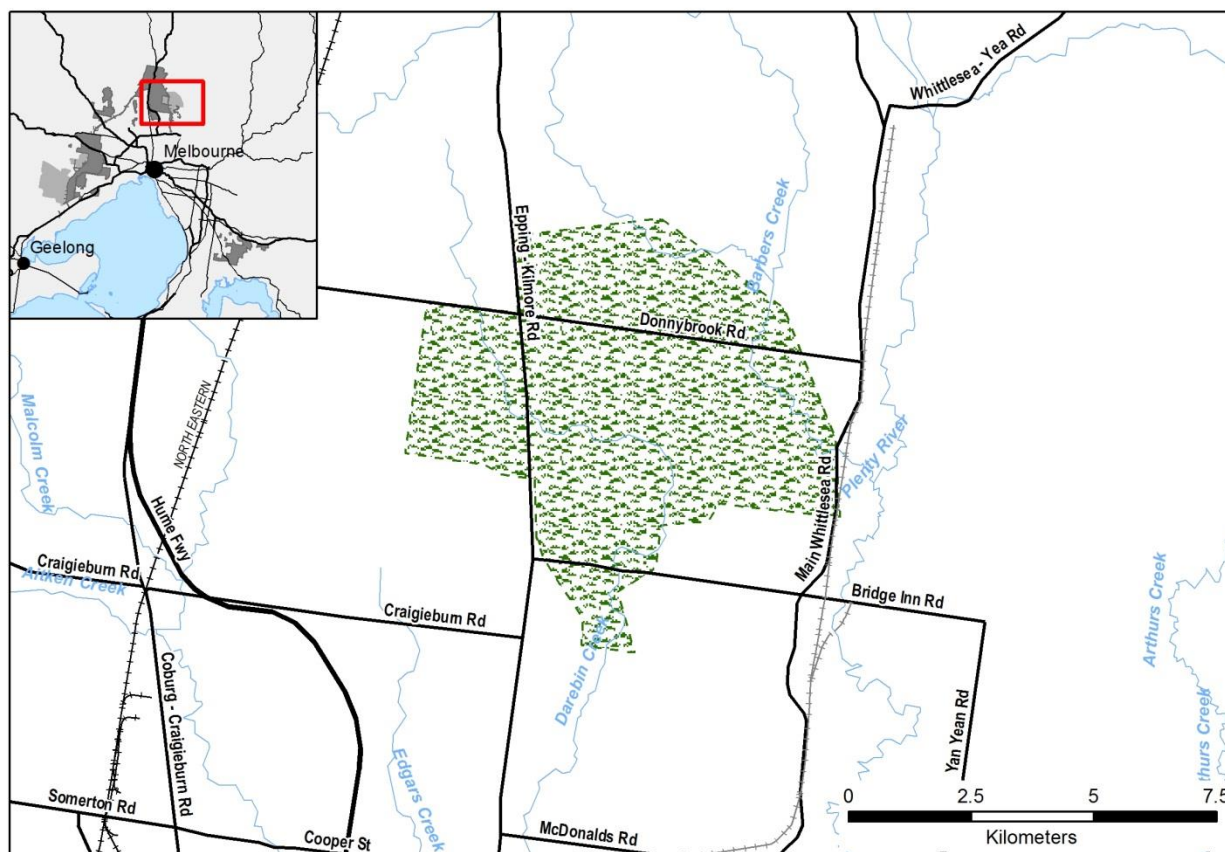 Melbourne
Geelong
Whittlesea- Yea Rd
Epping - Kilmore Rd
Barbers Creek
Donnybrook Rd
Malcolm Creek
NORTH EASTERN
Hume Fwy
Main Whittlesea Rd
Plenty River
Craigieburn Rd
Aitken Creek
Craigieburn Rd
Bridge Inn Rd
Arthurs Creek
Darebin Creek
Coburg - Craigieburn Rd
Edgars Creek
Yan Yean Rd
thurs Creek
Somerton Rd
Cooper St
McDonalds Rd
0 2.5 5 7.5
Kilometers